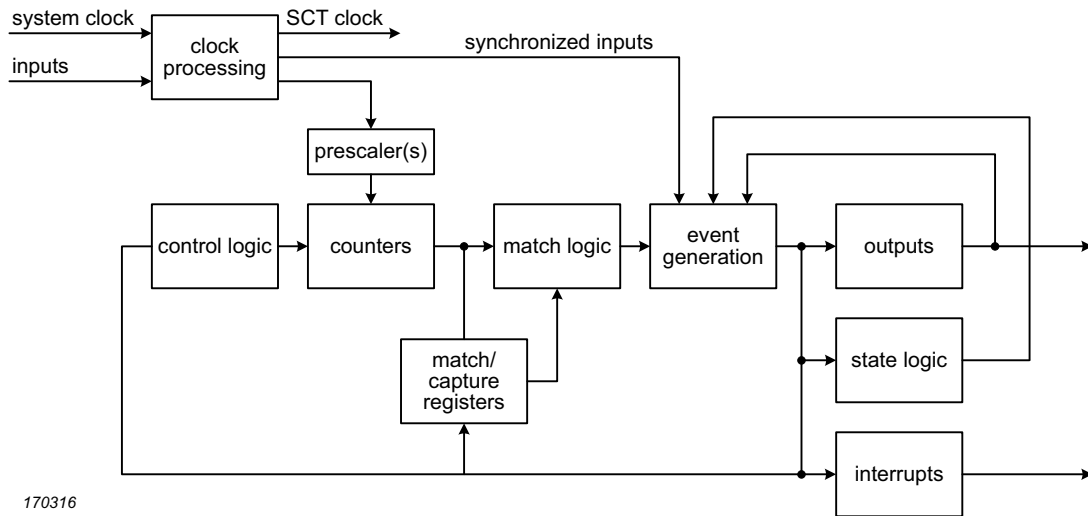 system clock
SCT clock
clock
processing
synchronized inputs
inputs
prescaler(s)
control logic
counters
match logic
event
generation
outputs
match/
capture
registers
state logic
interrupts
170316